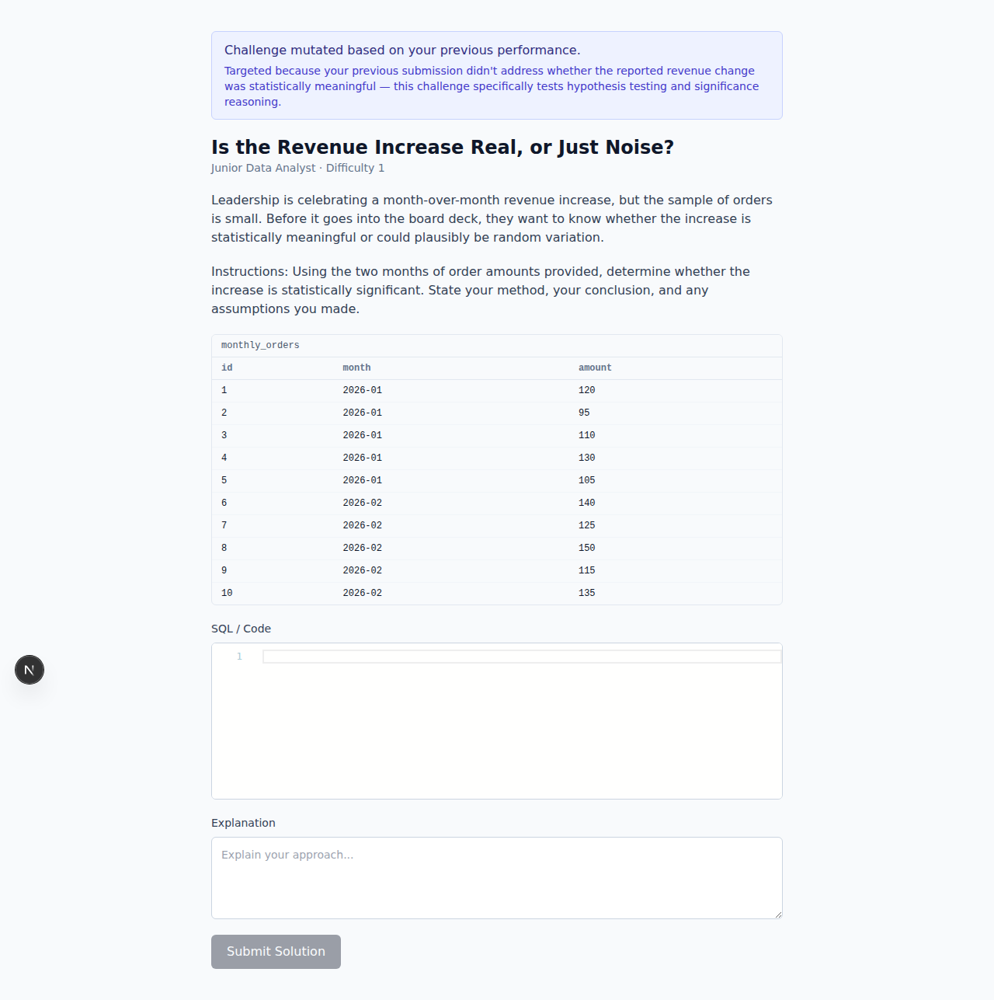 Challenge mutated based on your previous performance.
Targeted because your previous submission didn't address whether the reported revenue change
was statistically meaningful — this challenge specifically tests hypothesis testing and significance
reasoning.
Is the Revenue Increase Real, or Just Noise?
Junior Data Analyst · Difficulty 1
Leadership is celebrating a month-over-month revenue increase, but the sample of orders
is small. Before it goes into the board deck, they want to know whether the increase is
statistically meaningful or could plausibly be random variation.
Instructions: Using the two months of order amounts provided, determine whether the
increase is statistically significant. State your method, your conclusion, and any
assumptions you made.
monthly_orders
id month amount
1 2026-01 120
2 2026-01 95
3 2026-01 110
4 2026-01 130
5 2026-01 105
6 2026-02 140
7 2026-02 125
8 2026-02 150
9 2026-02 115
10 2026-02 135
SQL / Code
1
Explanation
Explain your approach...
Submit Solution
N